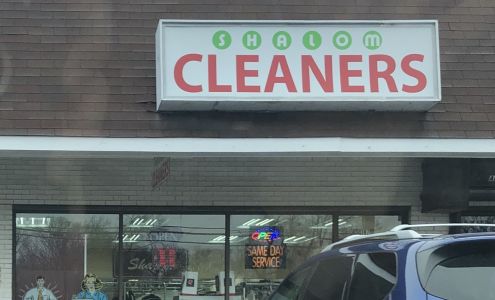 SHALOM
CLEANERS
OPEN
SAME DAY
SERVICE